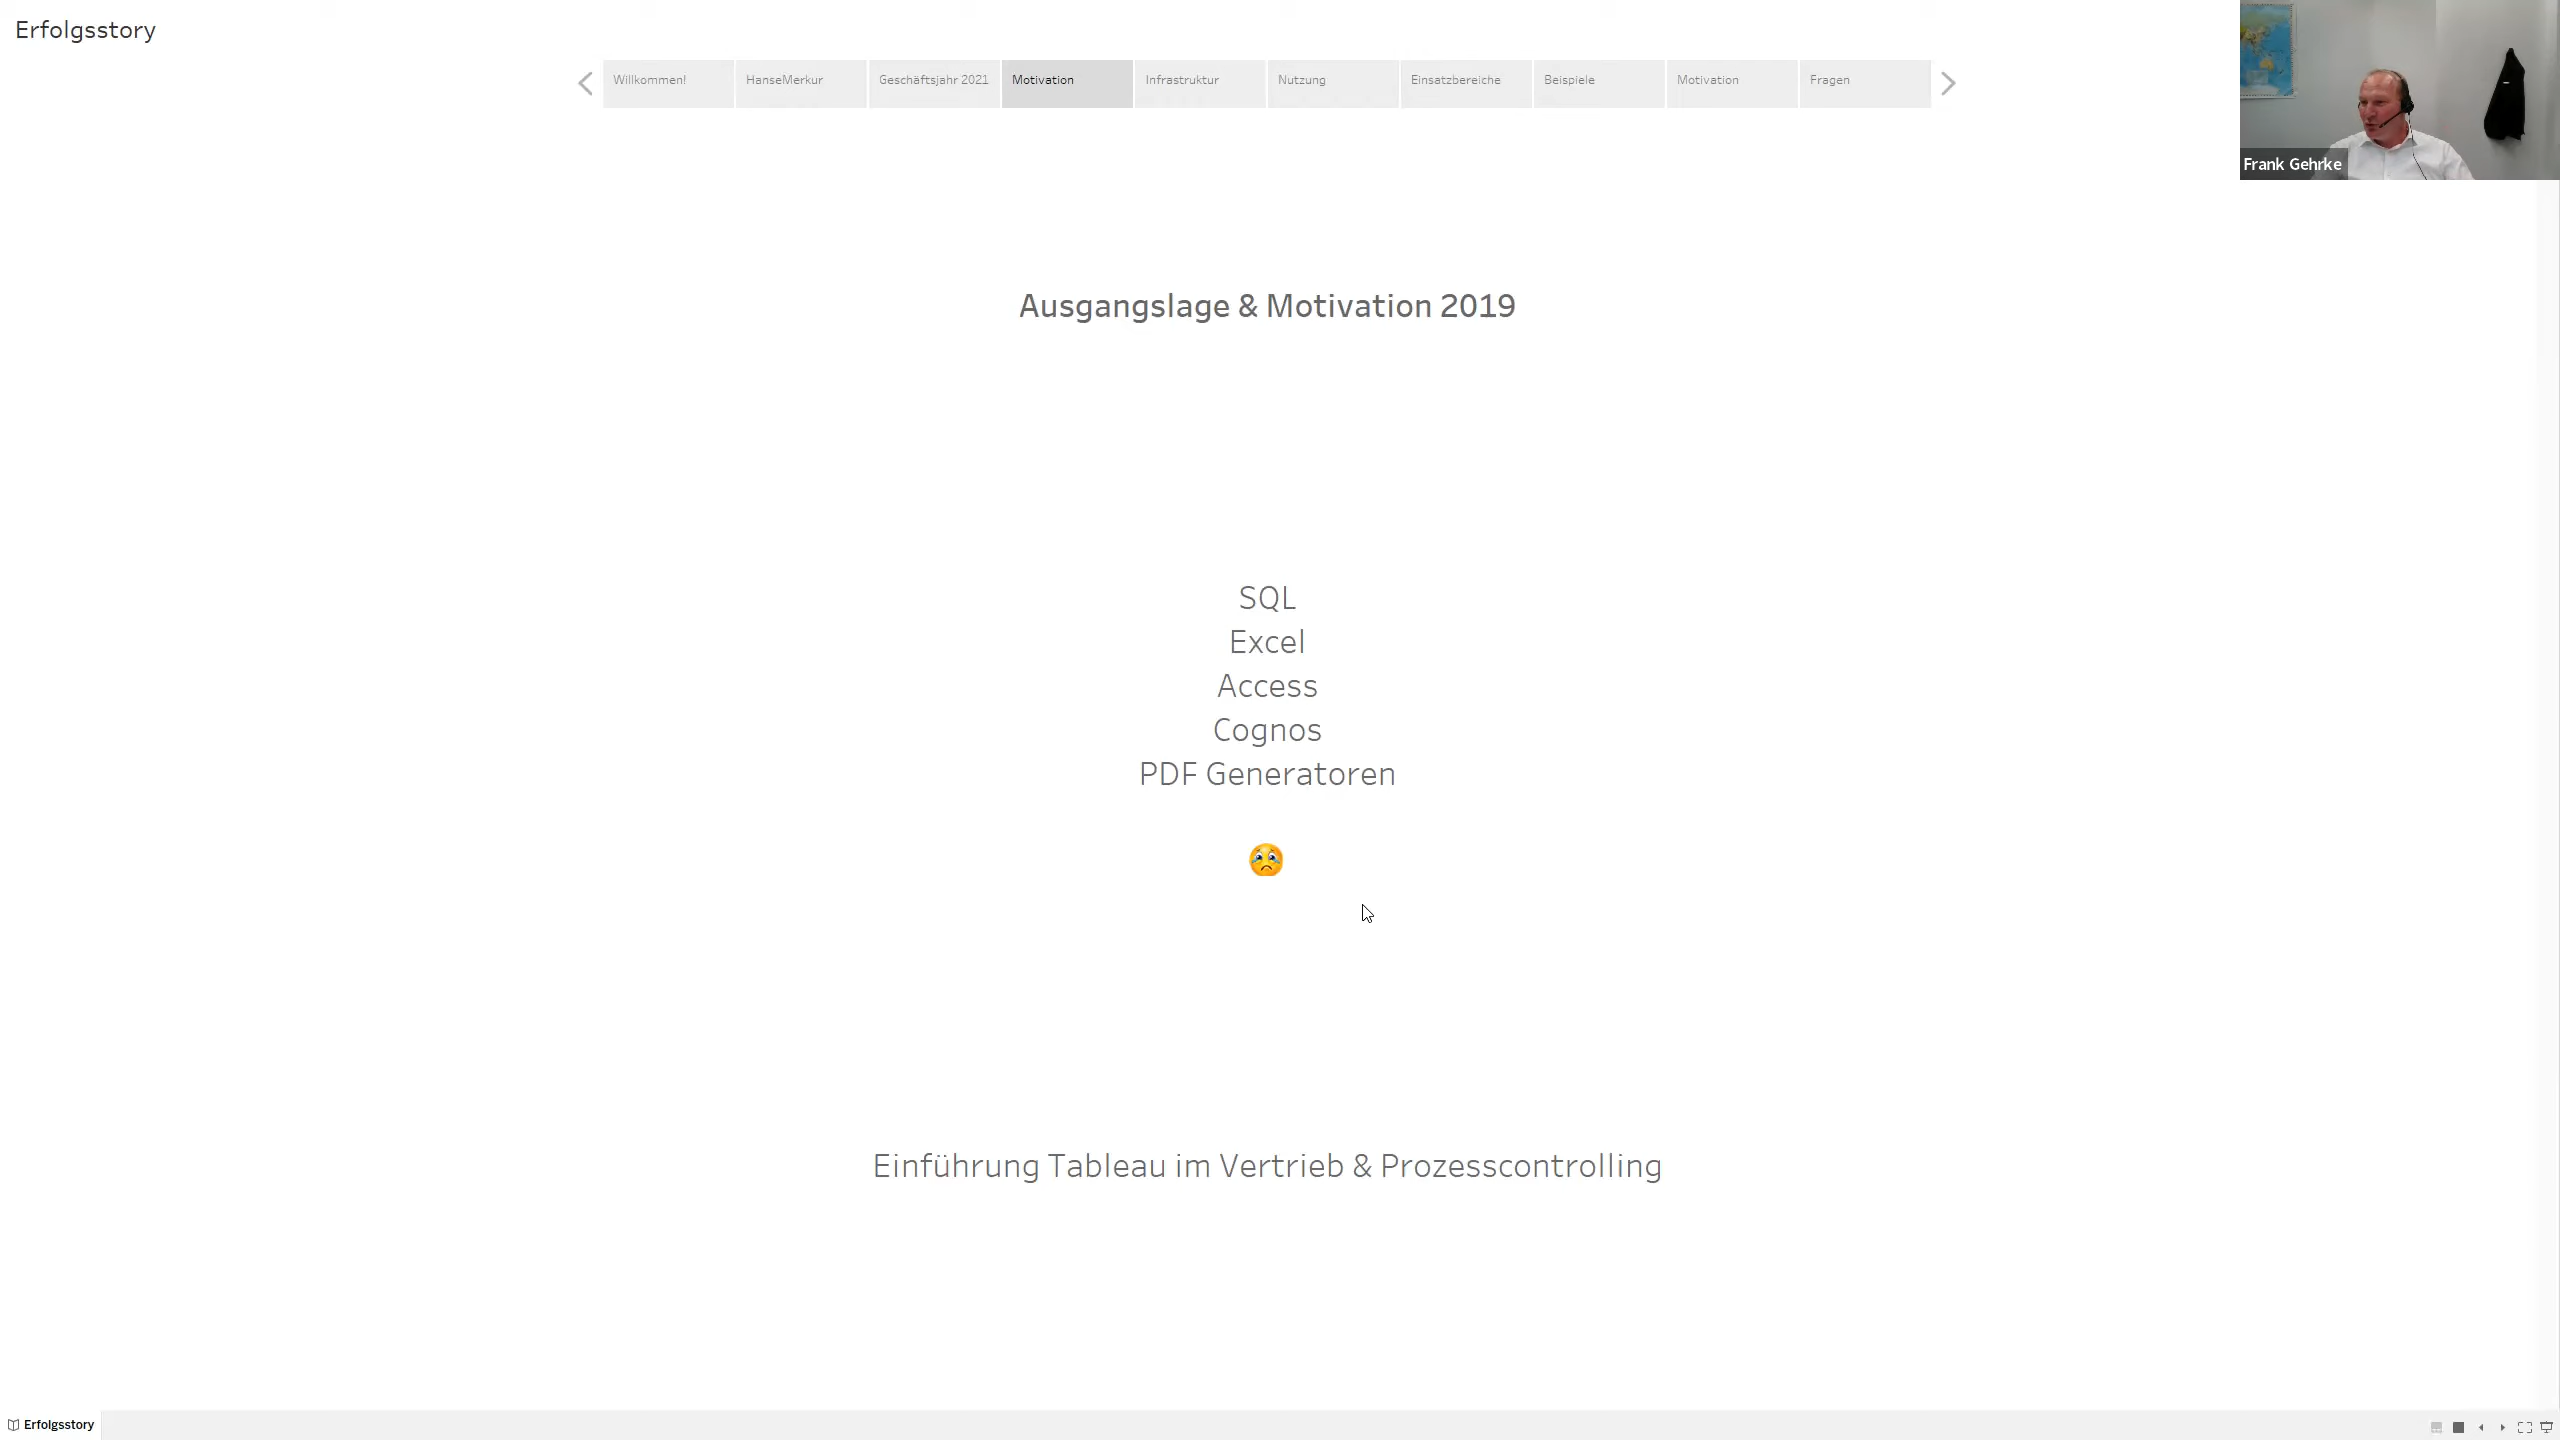 Erfolgsstory
Willkommen!
HanseMerkur
Geschäftsjahr 2021
Motivation
Infrastruktur
Nutzung
Einsatzbereiche
Beispiele
Motivation
Fragen
Frank Gehrke
Ausgangslage & Motivation 2019
SQL
Excel
Access
Cognos
PDF Generatoren
Einführung Tableau im Vertrieb & Prozesscontrolling
Erfolgsstory